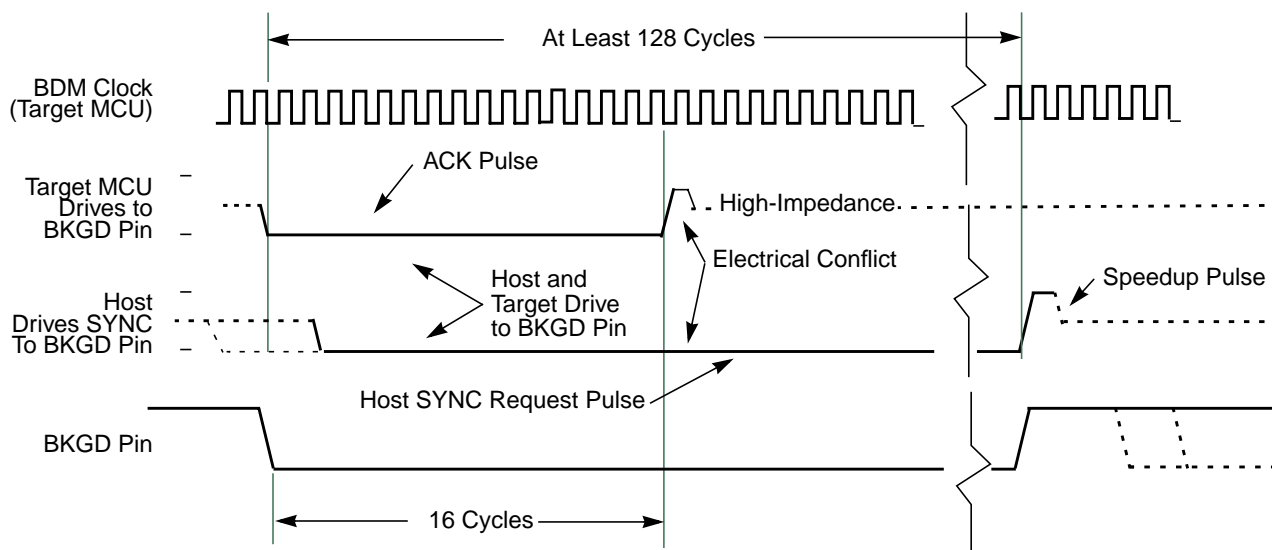 At Least 128 Cycles
BDM Clock
(Target MCU)
ACK Pulse
Target MCU
Drives to
BKGD Pin
High-Impedance
Electrical Conflict
Host and
Target Drive
to BKGD Pin
Speedup Pulse
Host
Drives SYNC
To BKGD Pin
Host SYNC Request Pulse
BKGD Pin
16 Cycles